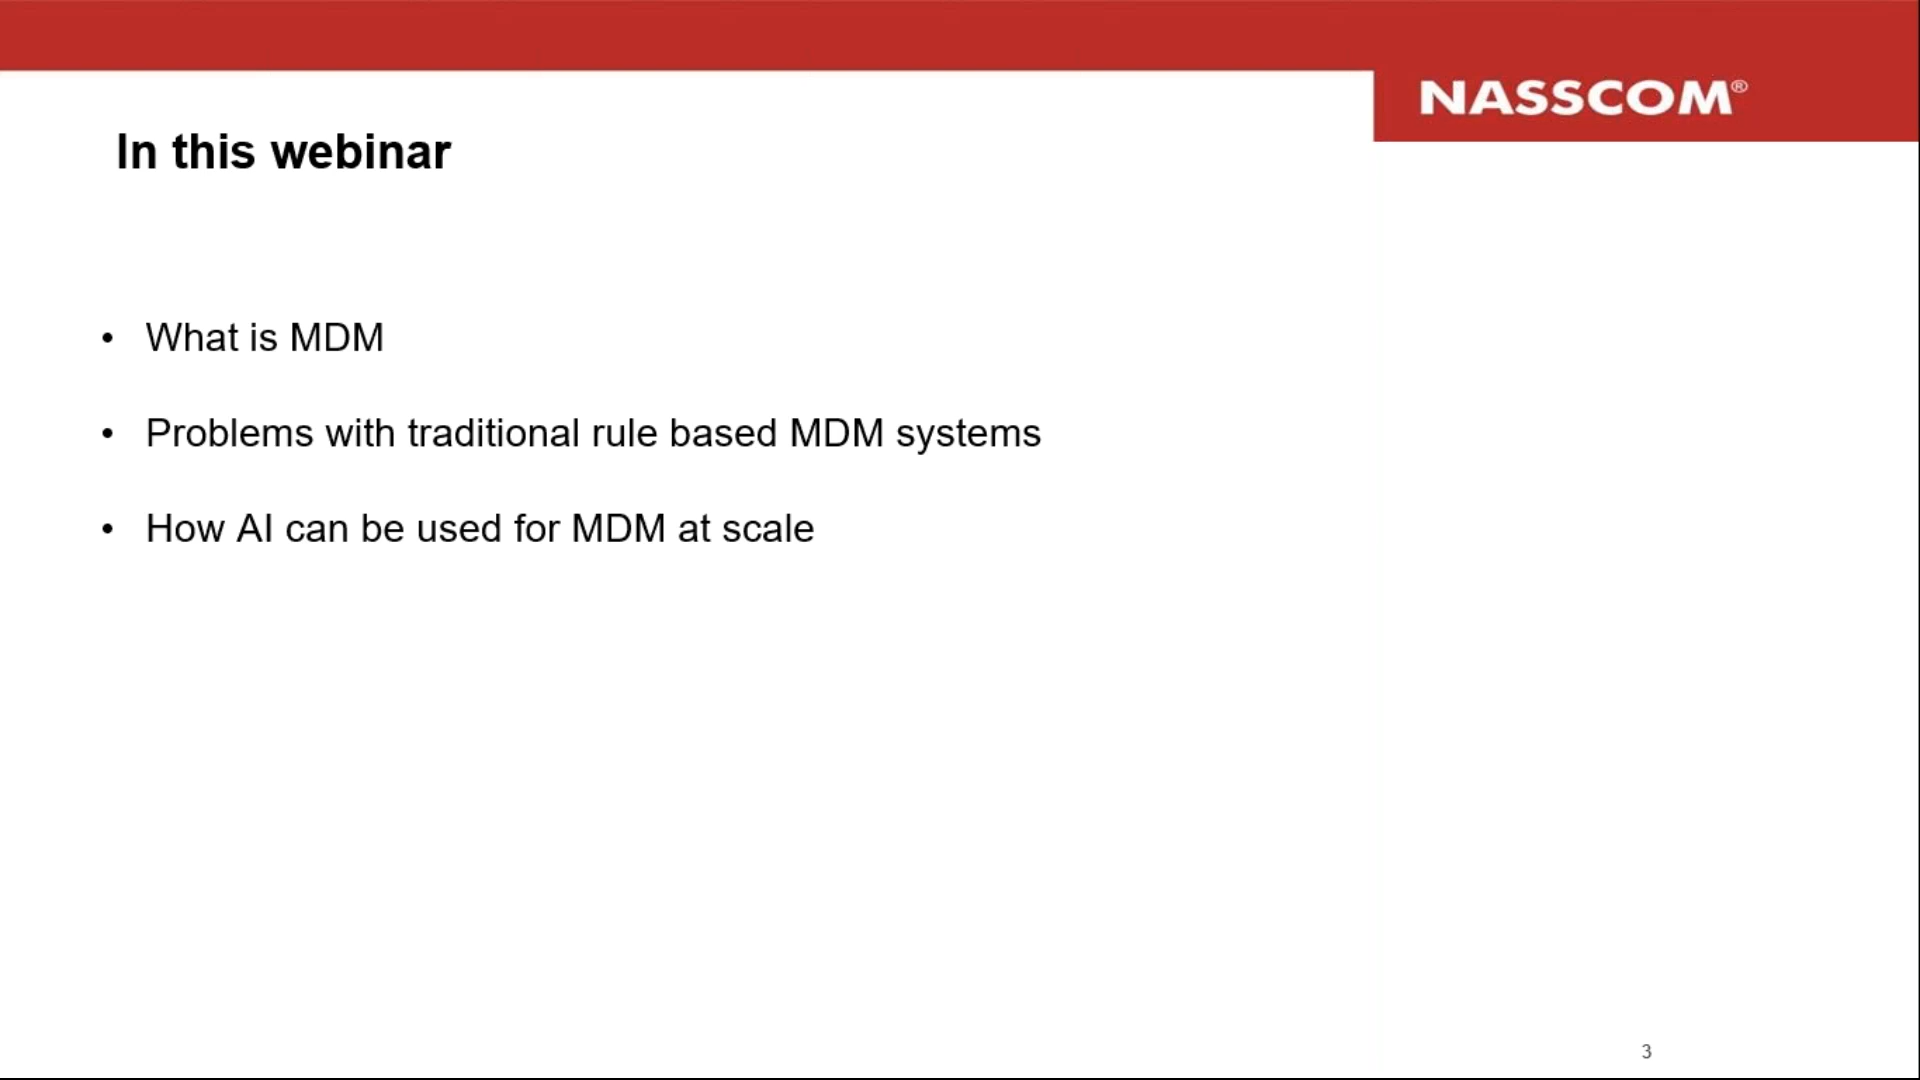 NASSCOM®
In this webinar
• What is MDM
• Problems with traditional rule based MDM systems
• How AI can be used for MDM at scale
3